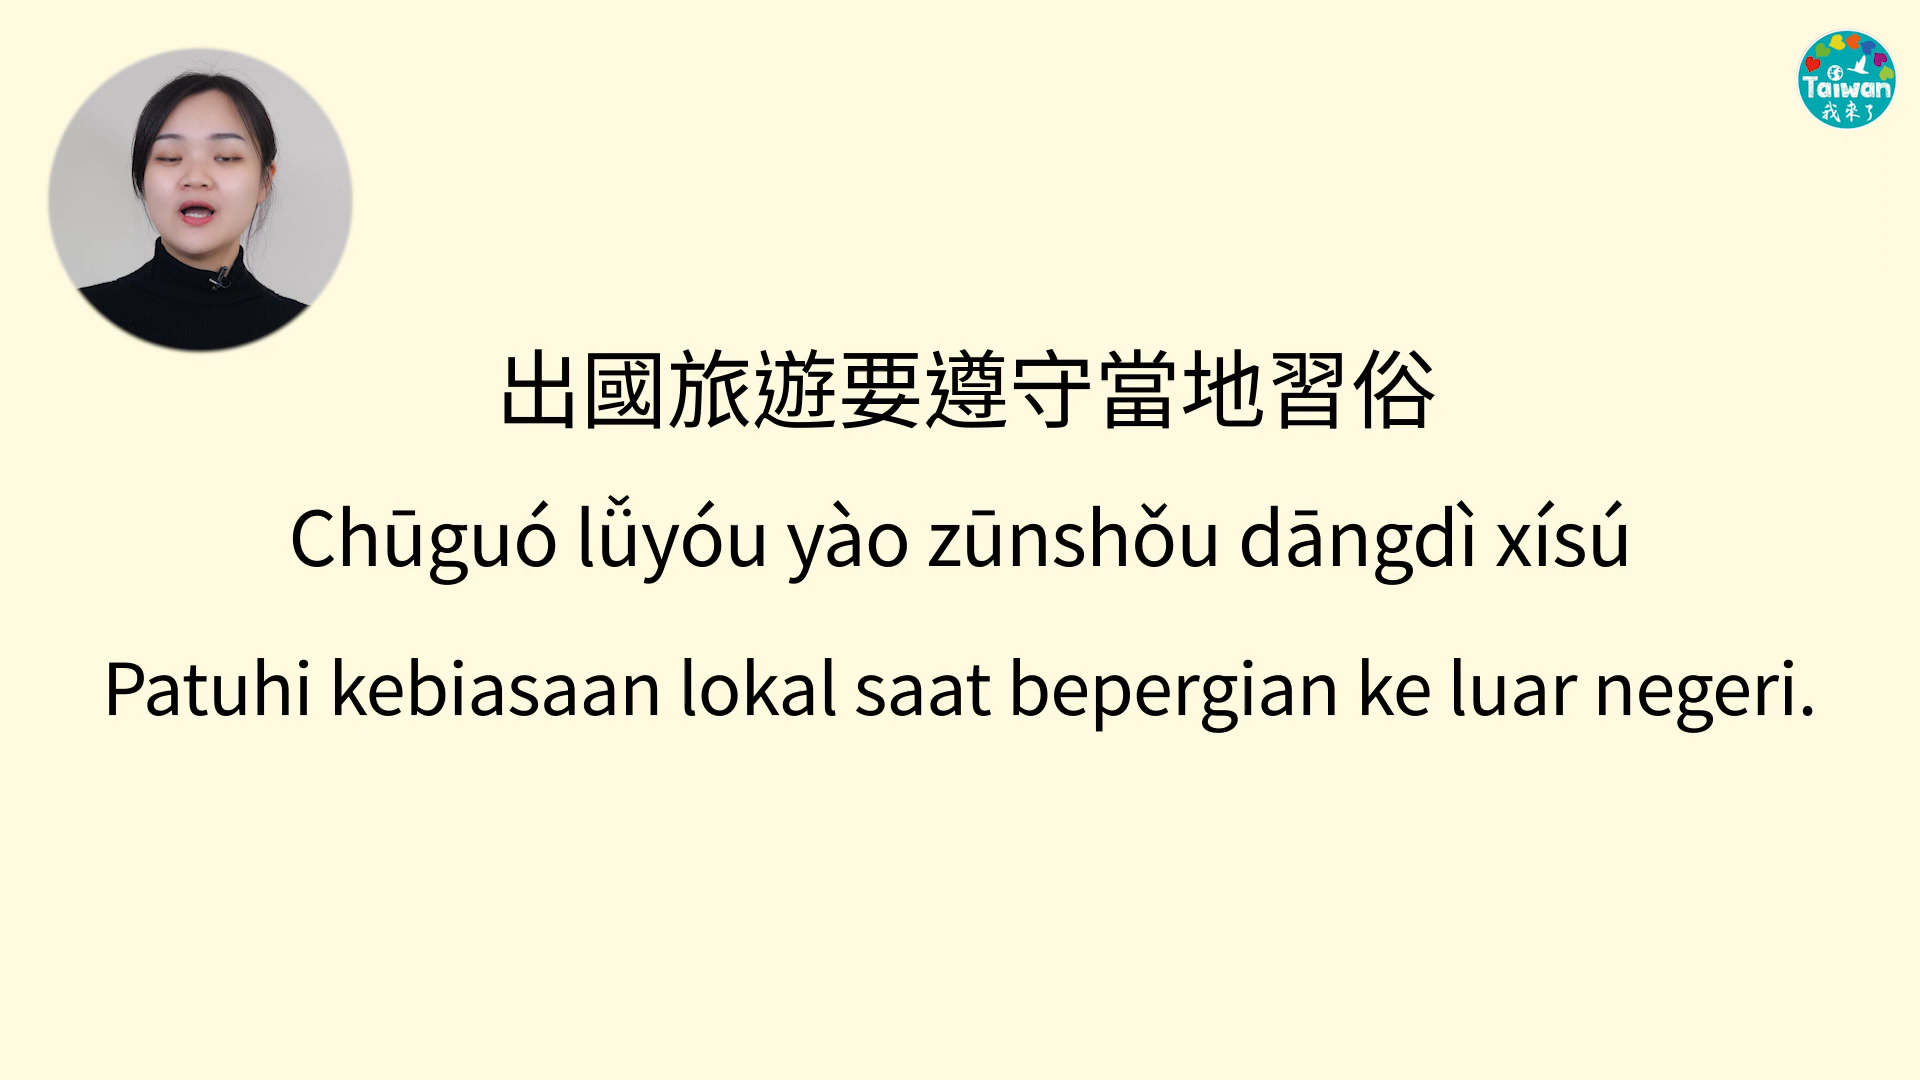 Taiwan
我來了
出國旅遊要遵守當地習俗
Chūguó lǚyóu yào zūnshǒu dāngdì xísú
Patuhi kebiasaan lokal saat bepergian ke luar negeri.